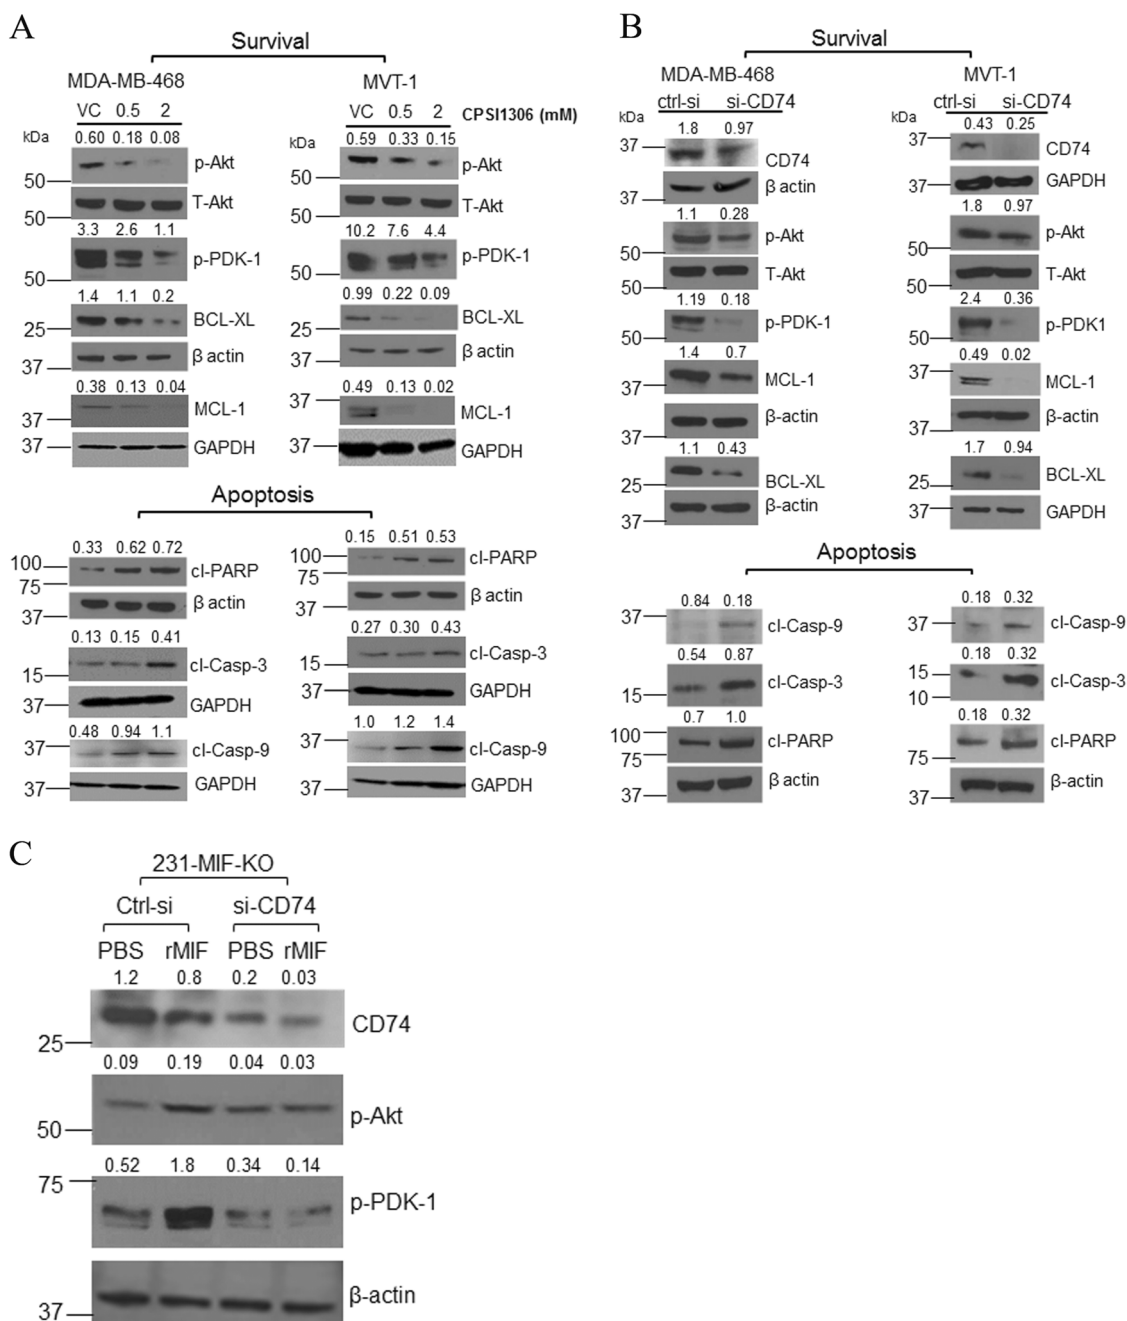 A
Survival
MDA-MB-468
VC 0.5 2
kDa
0.60 0.18 0.08
p-Akt
50
T-Akt
50
3.3 2.6 1.1
p-PDK-1
50
1.4 1.1 0.2
BCL-XL
25
β actin
37
0.38 0.13 0.04
37
MCL-1
37
GAPDH
MVT-1
VC 0.5 2 CPSI1306 (mM)
kDa
0.59 0.33 0.15
p-Akt
50
T-Akt
50
10.2 7.6 4.4
p-PDK-1
50
0.99 0.22 0.09
BCL-XL
25
β actin
37
0.49 0.13 0.02
37
MCL-1
37
GAPDH
Apoptosis
0.33 0.62 0.72
100
cl-PARP
75
β actin
37
0.13 0.15 0.41
cl-Casp-3
15
GAPDH
37
0.48 0.94 1.1
37
cl-Casp-9
37
GAPDH
0.15 0.51 0.53
100
cl-PARP
75
β actin
37
0.27 0.30 0.43
cl-Casp-3
15
37
GAPDH
1.0 1.2 1.4
37
cl-Casp-9
37
GAPDH
B
Survival
MDA-MB-468
ctrl-si si-CD74
kDa
1.8 0.97
37
CD74
β actin
37
1.1 0.28
p-Akt
50
T-Akt
50
1.19 0.18
p-PDK-1
50
1.4 0.7
MCL-1
37
β-actin
37
1.1 0.43
BCL-XL
25
β-actin
37
MVT-1
ctrl-si si-CD74
kDa
0.43 0.25
37
CD74
GAPDH
37
1.8 0.97
p-Akt
50
T-Akt
50
2.4 0.36
p-PDK1
50
0.49 0.02
37
MCL-1
β-actin
37
1.7 0.94
BCL-XL
25
GAPDH
37
Apoptosis
0.84 0.18
37
cl-Casp-9
0.54 0.87
cl-Casp-3
15
0.7 1.0
100
cl-PARP
75
β actin
37
0.18 0.32
37
cl-Casp-9
0.18 0.32
15
cl-Casp-3
10
0.18 0.32
cl-PARP
75
β-actin
37
C
231-MIF-KO
Ctrl-si si-CD74
PBS rMIF PBS rMIF
1.2 0.8 0.2 0.03
CD74
25
0.09 0.19 0.04 0.03
p-Akt
50
0.52 1.8 0.34 0.14
75
p-PDK-1
β-actin
37